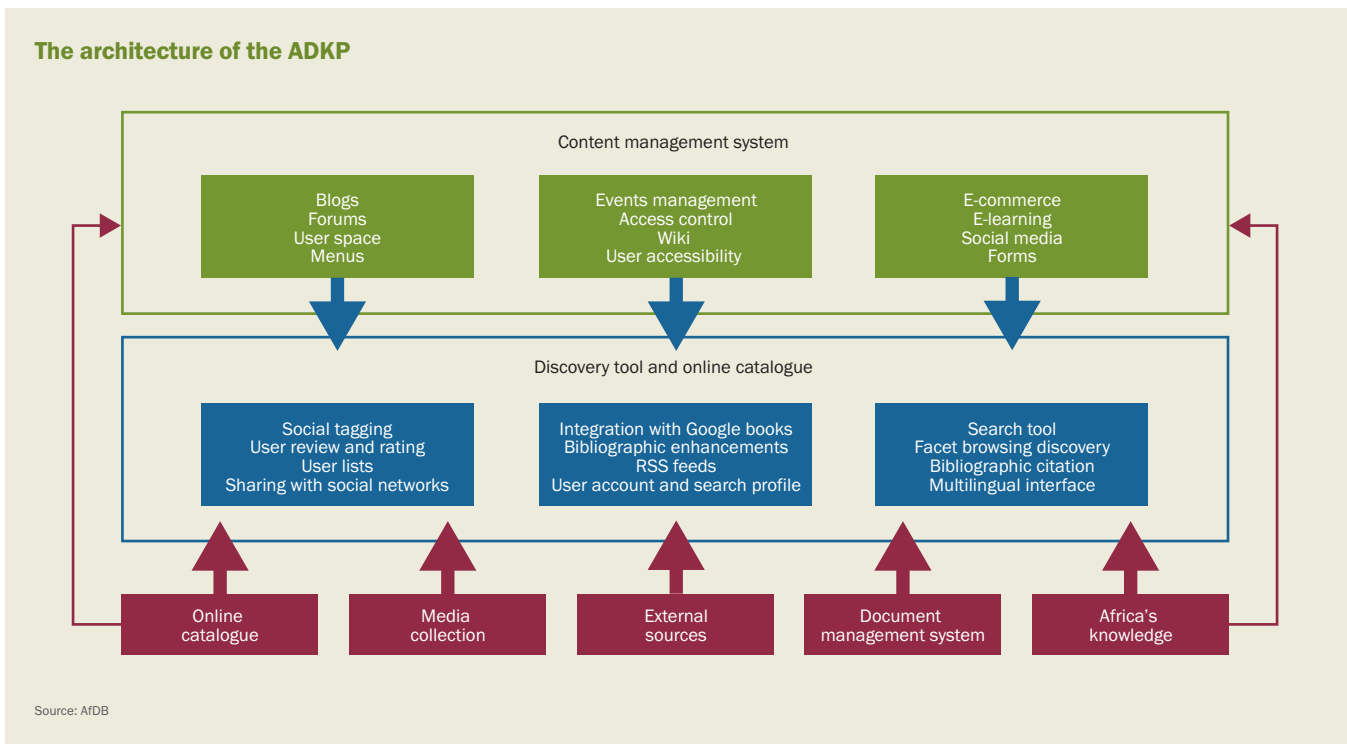 The architecture of the ADKP
Content management system
Blogs
Forums
User space
Menus
Events management
Access control
Wiki
User accessibility
E-commerce
E-learning
Social media
Forms
Discovery tool and online catalogue
Social tagging
User review and rating
User lists
Sharing with social networks
Integration with Google books
Bibliographic enhancements
RSS feeds
User account and search profile
Search tool
Facet browsing discovery
Bibliographic citation
Multilingual interface
Online
catalogue
Media
collection
External
sources
Document
management system
Africa's
knowledge
Source: AfDB